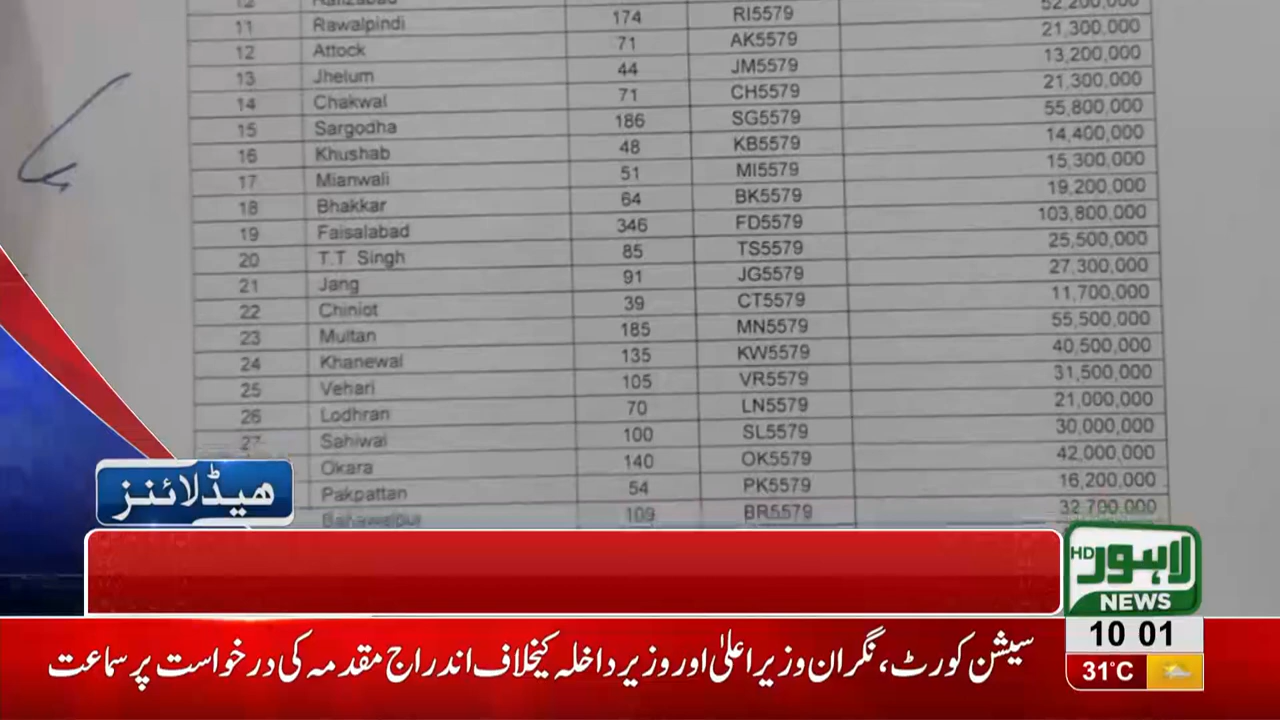 11 Rawalpindi 174 RI5579 52,200,000
12 Attock 71 AK5579 21,300,000
13 Jhelum 44 JM5579 13,200,000
14 Chakwal 71 CH5579 21,300,000
15 Sargodha 186 SG5579 55,800,000
16 Khushab 48 KB5579 14,400,000
17 Mianwali 51 MI5579 15,300,000
18 Bhakkar 64 BK5579 19,200,000
19 Faisalabad 346 FD5579 103,800,000
20 T.T. Singh 85 TS5579 25,500,000
21 Jang 91 JG5579 27,300,000
22 Chiniot 39 CT5579 11,700,000
23 Multan 185 MN5579 55,500,000
24 Khanewal 135 KW5579 40,500,000
25 Vehari 105 VR5579 31,500,000
26 Lodhran 70 LN5579 21,000,000
27 Sahiwal 100 SL5579 30,000,000
Okara 140 OK5579 42,000,000
Pakpattan 54 PK5579 16,200,000
Bahawalpur 109 BR5579 32,700,000
ہیڈلائنز
لاہور HD
NEWS
10 01
31°C
سیشن کورٹ، نگران وزیراعلیٰ اور وزیر داخلہ کیخلاف اندراج مقدمہ کی درخواست پر سماعت